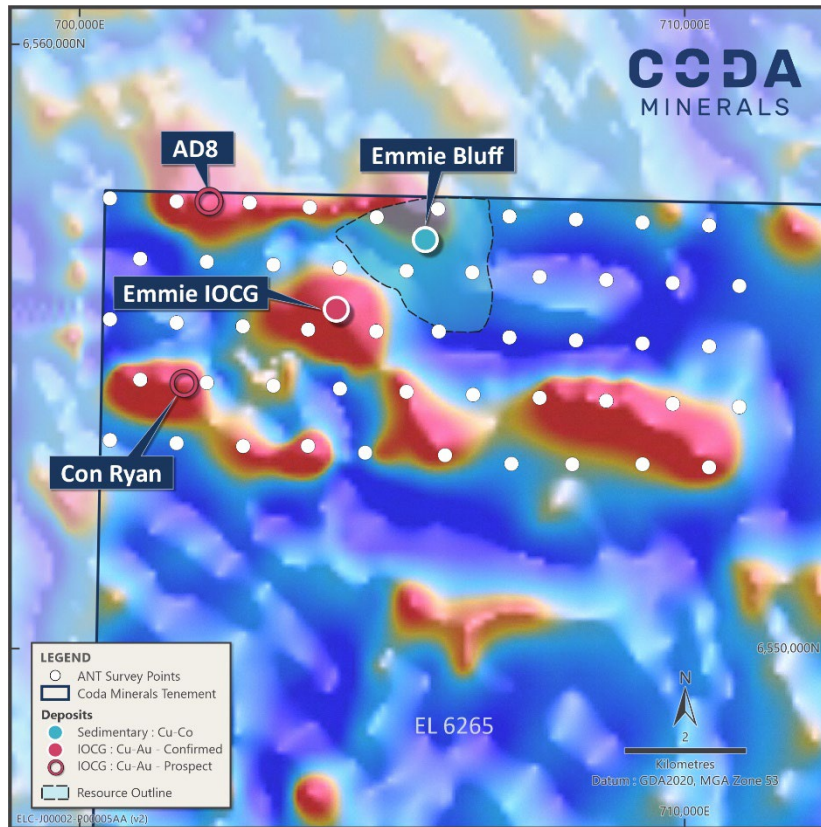 700,000E
710,000E
6,560,000N
CODA
MINERALS
AD8
Emmie Bluff
Emmie IOCG
Con Ryan
6,550,000N
LEGEND
ANT Survey Points
Coda Minerals Tenement
Deposits
Sedimentary : Cu-Co
IOCG : Cu-Au - Confirmed
IOCG : Cu-Au - Prospect
Resource Outline
EL 6265
N
2
Kilometres
Datum : GDA2020, MGA Zone 53
ELC-J00002-P00005AA (v2)
710,000E